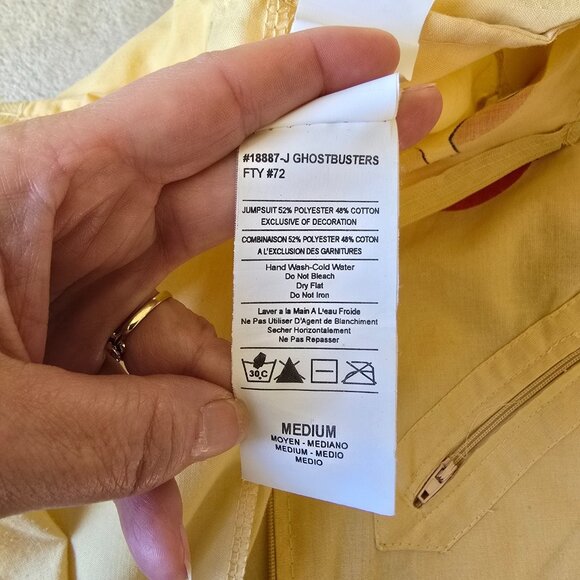 #18887-J GHOSTBUSTERS
FTY #72
JUMPSUIT 52% POLYESTER 48% COTTON
EXCLUSIVE OF DECORATION
COMBINAISON 52% POLYESTER 48% COTON
A L'EXCLUSION DES GARNITURES
Hand Wash-Cold Water
Do Not Bleach
Dry Flat
Do Not Iron
Laver a la Main A L'eau Froide
Ne Pas Utiliser D'Agent de Blanchiment
Secher Horizontalement
Ne Pas Repasser
30 C
MEDIUM
MOYEN - MEDIANO
MEDIUM - MEDIO
MEDIO